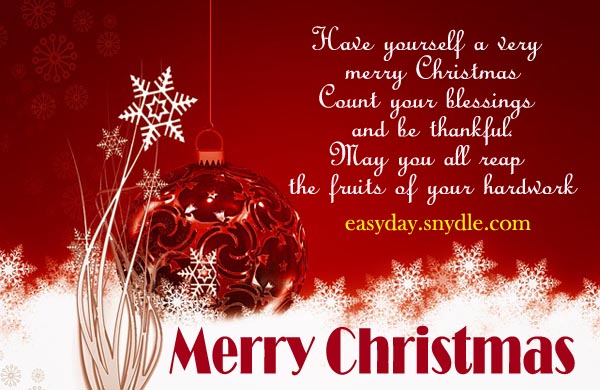 Have yourself a very
merry Christmas
Count your blessings
and be thankful.
May you all reap
the fruits of your hardwork
easyday.snydle.com
Merry Christmas